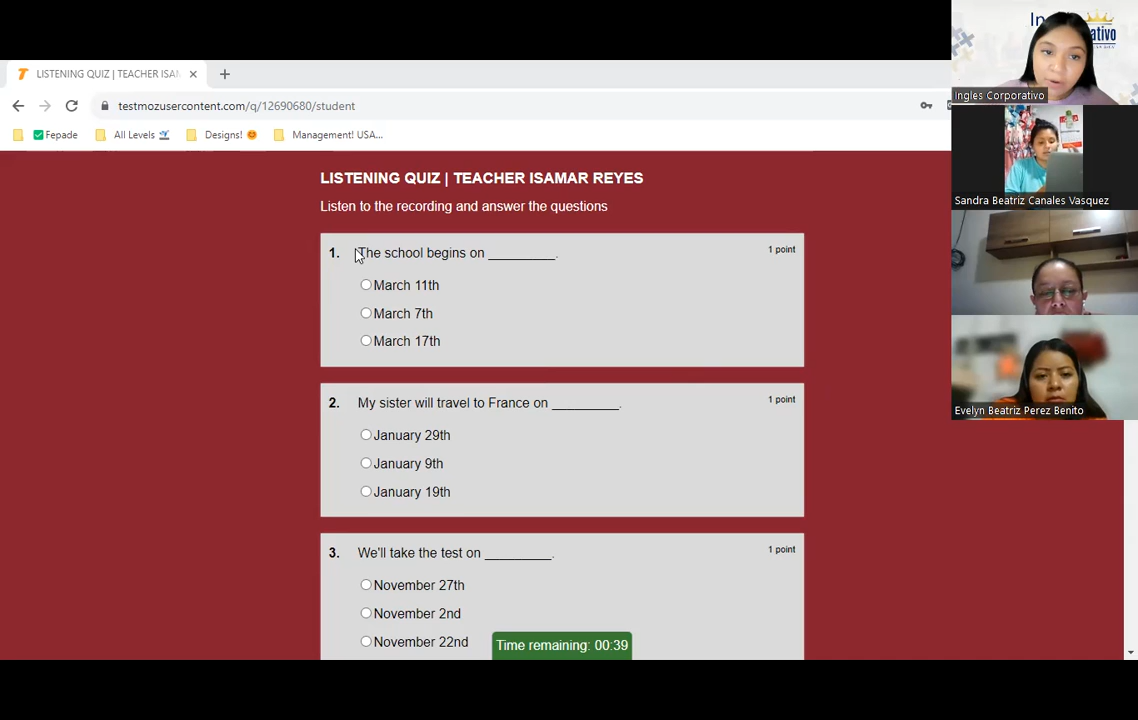 LISTENING QUIZ | TEACHER ISAM
testmozusercontent.com/q/12690680/student
Fepade
All Levels
Designs!
Management! USA...
LISTENING QUIZ | TEACHER ISAMAR REYES
Listen to the recording and answer the questions
1. The school begins on _________. 1 point
March 11th
March 7th
March 17th
2. My sister will travel to France on _________. 1 point
January 29th
January 9th
January 19th
3. We'll take the test on _________. 1 point
November 27th
November 2nd
November 22nd
Time remaining: 00:39
Ingles Corporativo
Sandra Beatriz Canales Vasquez
Evelyn Beatriz Perez Benito